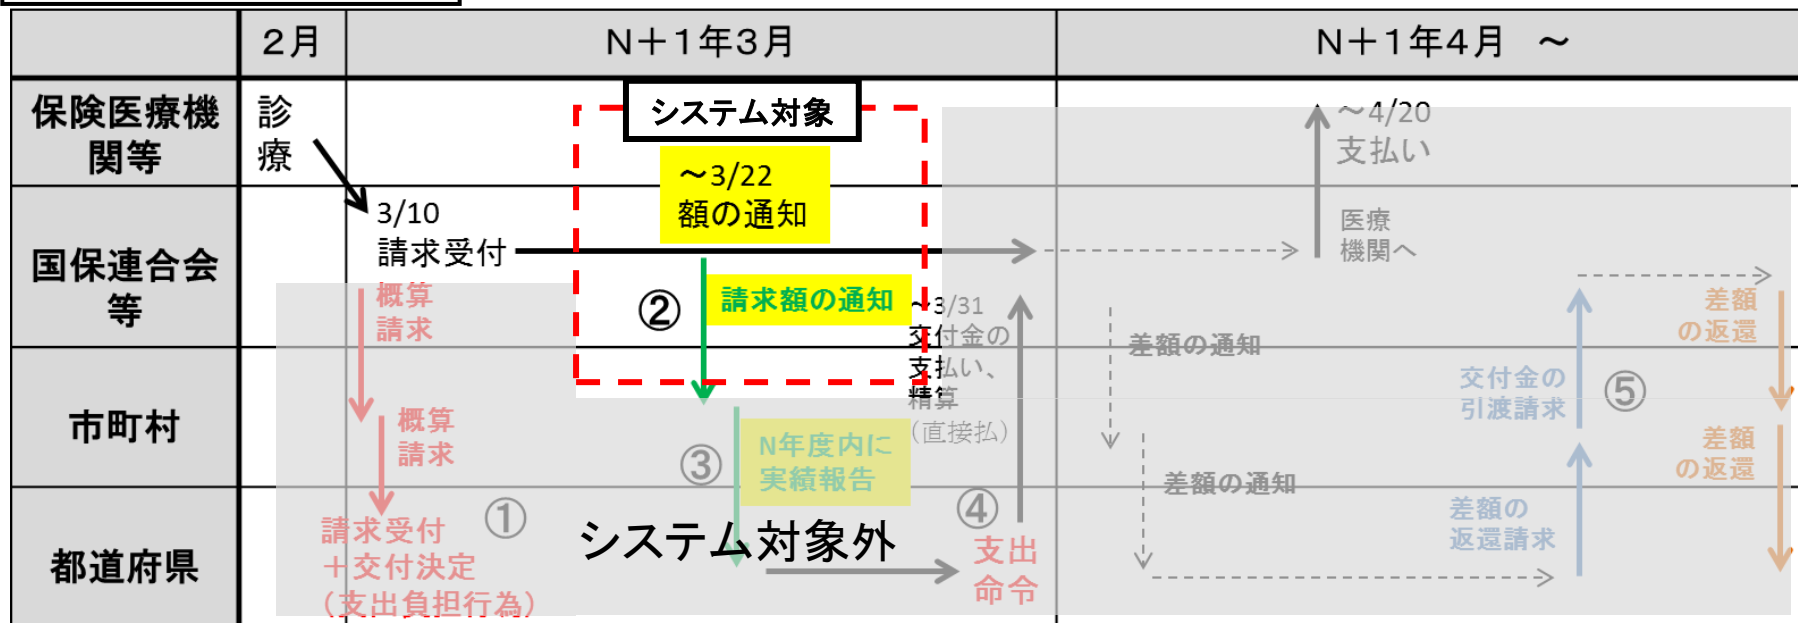 ２月
Ｎ＋１年３月
Ｎ＋１年４月　～
保険医療機
関等
診
療
システム対象
～3/22
額の通知
～4/20
支払い
国保連合会
等
3/10
請求受付
医療
機関へ
概算
請求
②
請求額の通知
～3/31
交付金の
支払い、
精算
（直接払）
差額の通知
差額
の返還
市町村
概算
請求
③
N年度内に
実績報告
交付金の
引渡請求
⑤
差額
の返還
差額の通知
都道府県
請求受付
＋交付決定
（支出負担行為）
①
システム対象外
④
支出
命令
差額の
返還請求